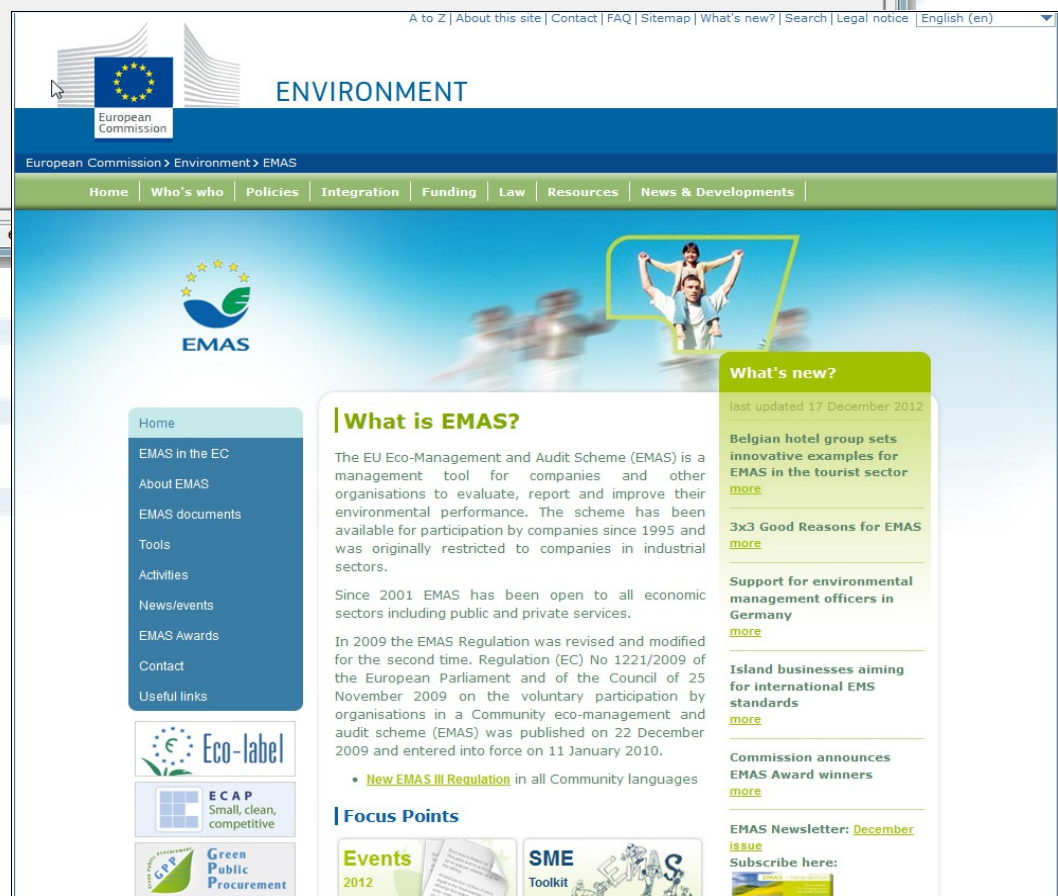 A to Z | About this site | Contact | FAQ | Sitemap | What's new? | Search | Legal notice English (en)
ENVIRONMENT
European
Commission
European Commission > Environment > EMAS
Home Who's who Policies Integration Funding Law Resources News & Developments
EMAS
Home
EMAS in the EC
About EMAS
EMAS documents
Tools
Activities
News/events
EMAS Awards
Contact
Useful links
Eco-label
ECAP
Small, clean,
competitive
GPP
Green
Public
Procurement
What is EMAS?
The EU Eco-Management and Audit Scheme (EMAS) is a
management tool for companies and other
organisations to evaluate, report and improve their
environmental performance. The scheme has been
available for participation by companies since 1995 and
was originally restricted to companies in industrial
sectors.
Since 2001 EMAS has been open to all economic
sectors including public and private services.
In 2009 the EMAS Regulation was revised and modified
for the second time. Regulation (EC) No 1221/2009 of
the European Parliament and of the Council of 25
November 2009 on the voluntary participation by
organisations in a Community eco-management and
audit scheme (EMAS) was published on 22 December
2009 and entered into force on 11 January 2010.
• New EMAS III Regulation in all Community languages
Focus Points
Events
2012
SME
Toolkit
EMAS
What's new?
last updated 17 December 2012
Belgian hotel group sets
innovative examples for
EMAS in the tourist sector
more
3x3 Good Reasons for EMAS
more
Support for environmental
management officers in
Germany
more
Island businesses aiming
for international EMS
standards
more
Commission announces
EMAS Award winners
more
EMAS Newsletter: December
issue
Subscribe here: